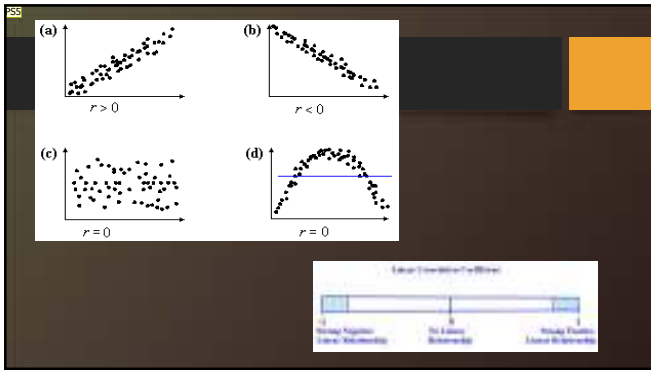 PS5
(a)
r > 0
(b)
r < 0
(c)
r = 0
(d)
r = 0
Linear Correlation Coefficient
-1
0
1
Strong Negative
Linear Relationship
No Linear
Relationship
Strong Positive
Linear Relationship